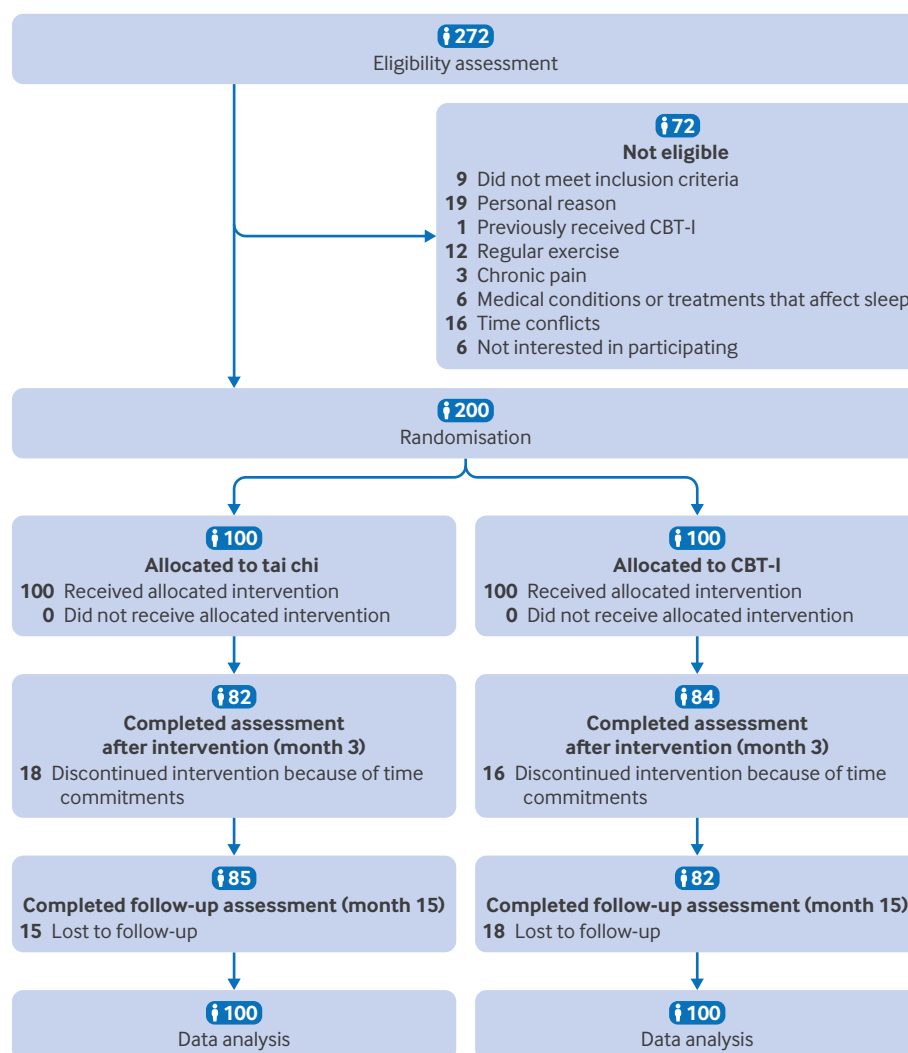 272
Eligibility assessment
72
Not eligible
9 Did not meet inclusion criteria
19 Personal reason
1 Previously received CBT-I
12 Regular exercise
3 Chronic pain
6 Medical conditions or treatments that affect sleep
16 Time conflicts
6 Not interested in participating
200
Randomisation
100
Allocated to tai chi
100 Received allocated intervention
0 Did not receive allocated intervention
100
Allocated to CBT-I
100 Received allocated intervention
0 Did not receive allocated intervention
82
Completed assessment
after intervention (month 3)
18 Discontinued intervention because of time
commitments
84
Completed assessment
after intervention (month 3)
16 Discontinued intervention because of time
commitments
85
Completed follow-up assessment (month 15)
15 Lost to follow-up
82
Completed follow-up assessment (month 15)
18 Lost to follow-up
100
Data analysis
100
Data analysis